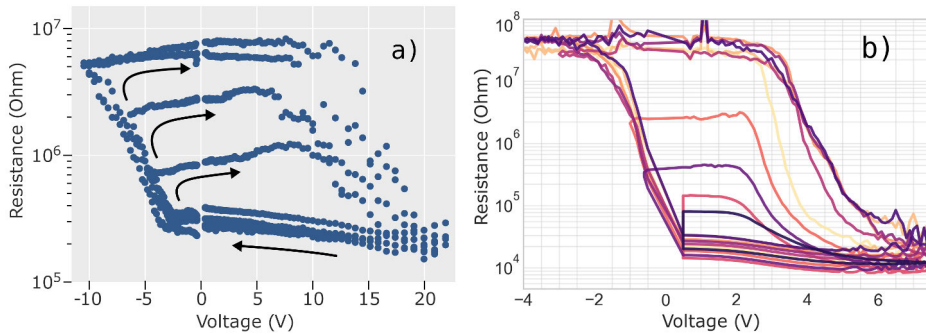 a)
10⁷
10⁶
10⁵
Resistance (Ohm)
-10 -5 0 5 10 15 20
Voltage (V)
b)
10⁸
10⁷
10⁶
10⁵
10⁴
Resistance (Ohm)
−4 −2 0 2 4 6
Voltage (V)